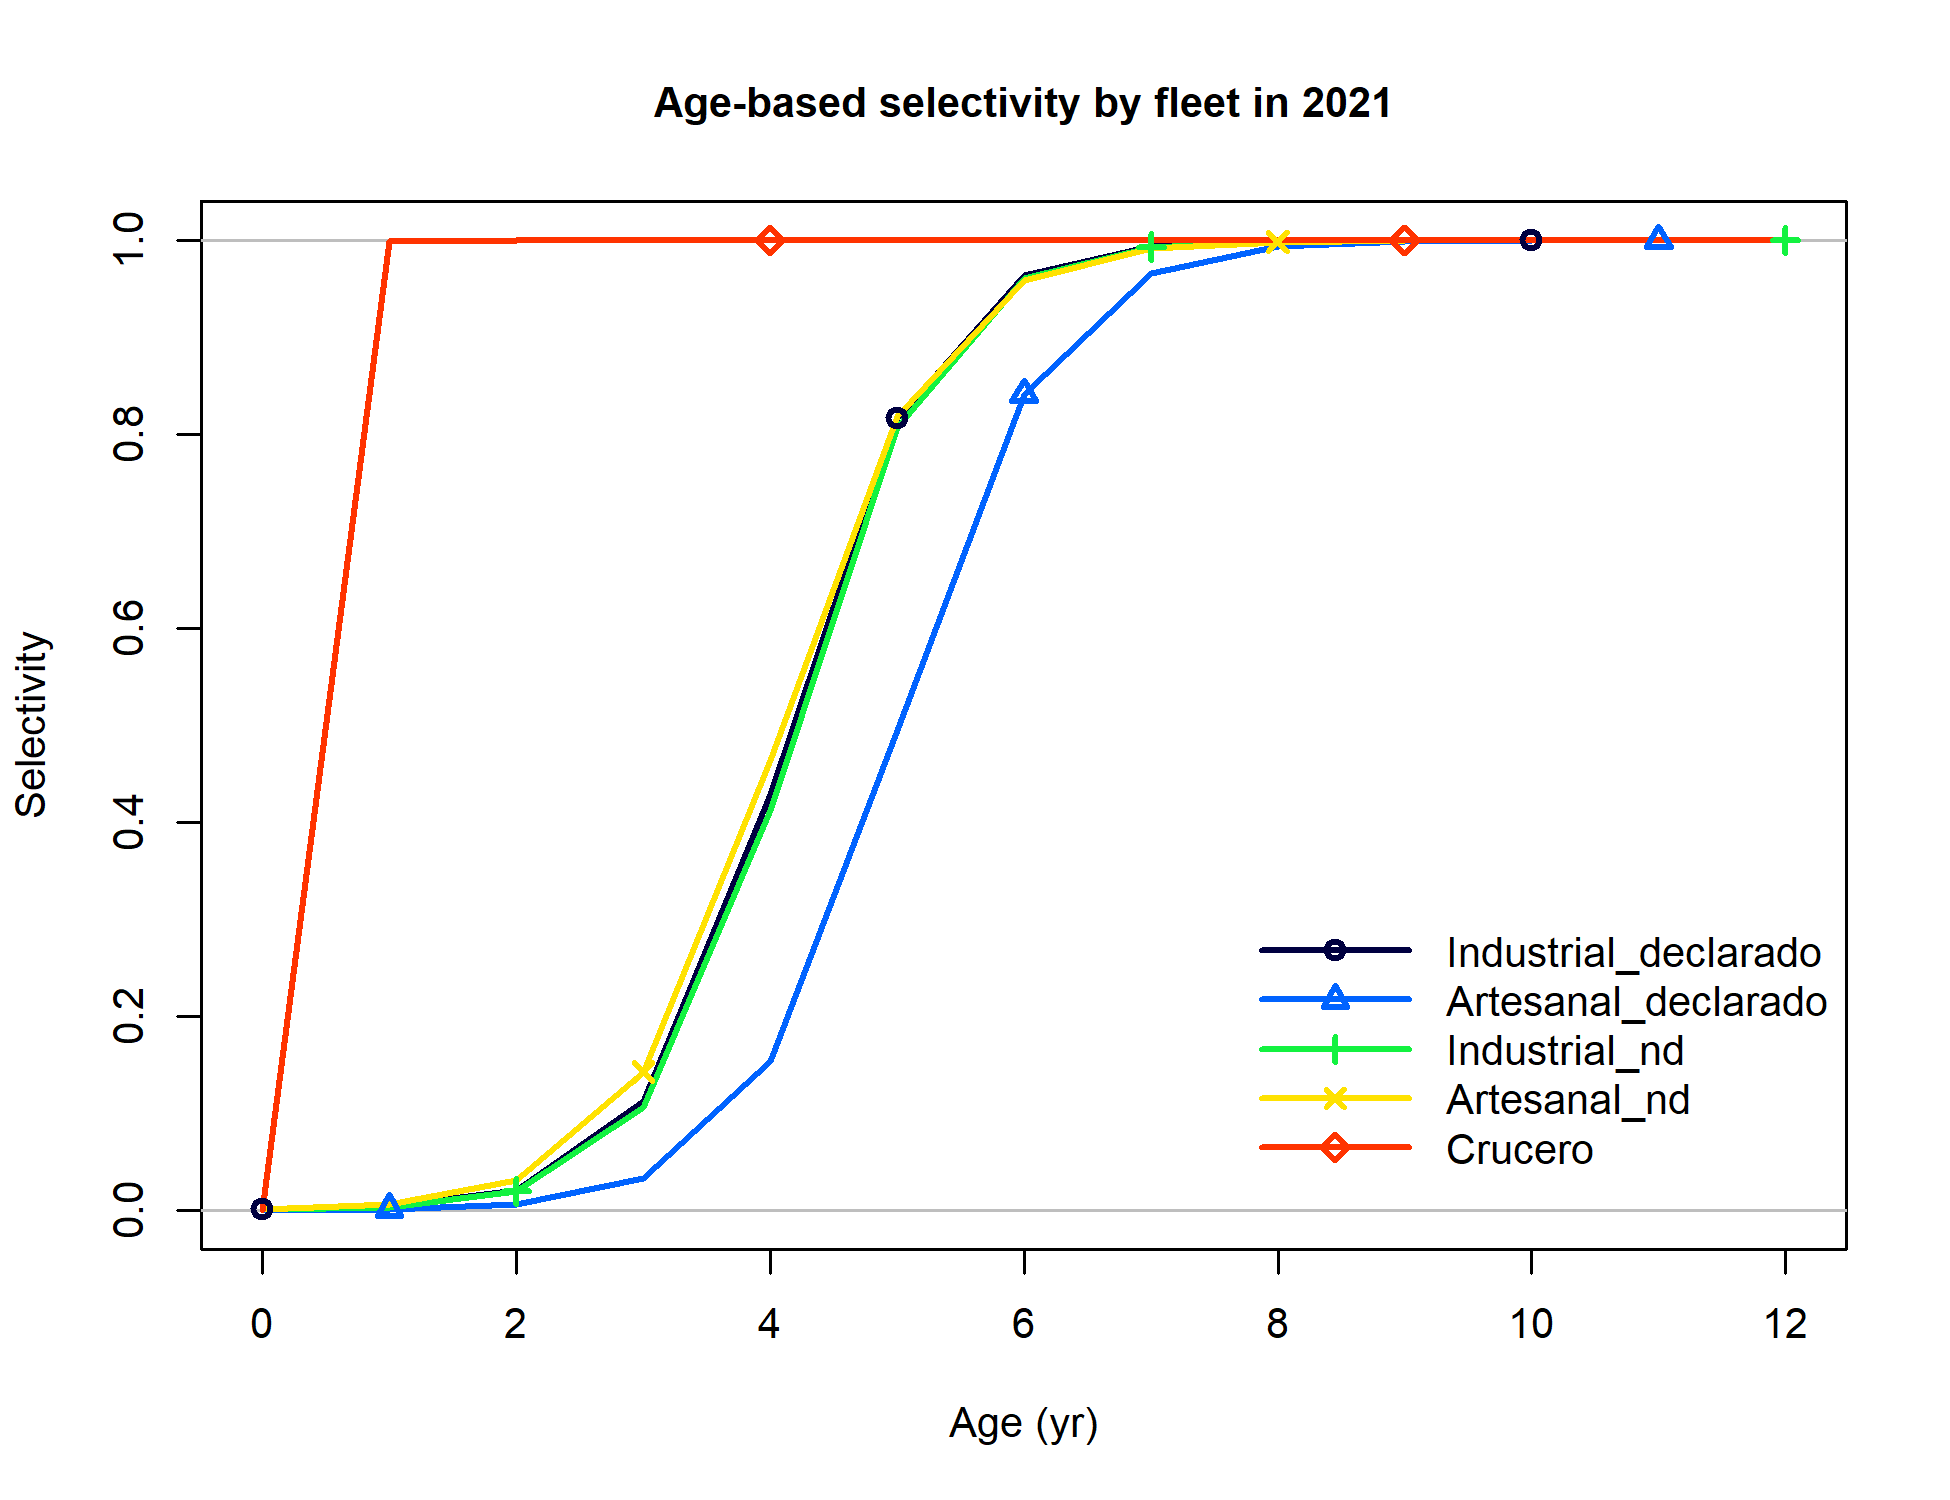 Age-based selectivity by fleet in 2021
1.0
0.8
0.6
0.4
0.2
0.0
Selectivity
0 2 4 6 8 10 12
Age (yr)
Industrial_declarado
Artesanal_declarado
Industrial_nd
Artesanal_nd
Crucero